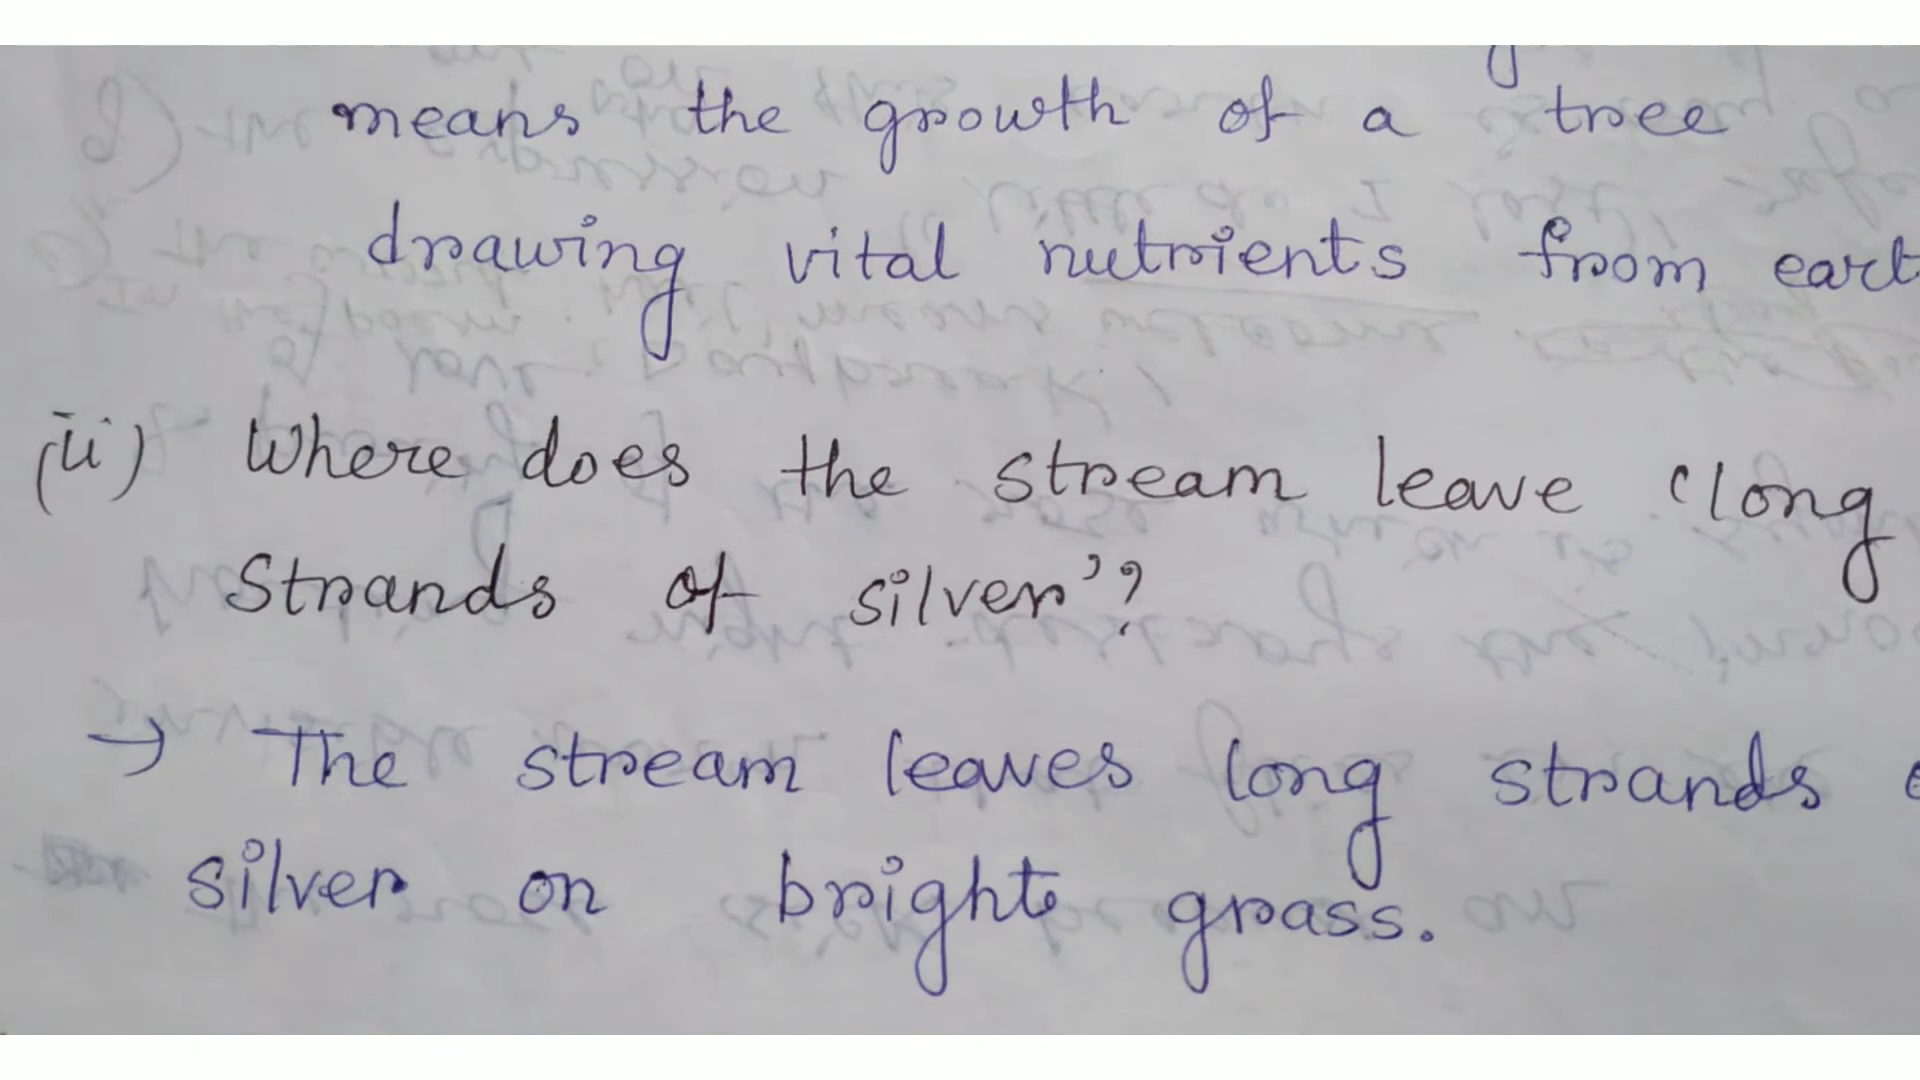 means the growth of a tree
drawing vital nutrients from eart
(ii) Where does the stream leave 'long
Strands of silver'?
→ The stream leaves long strands
silver on bright grass.